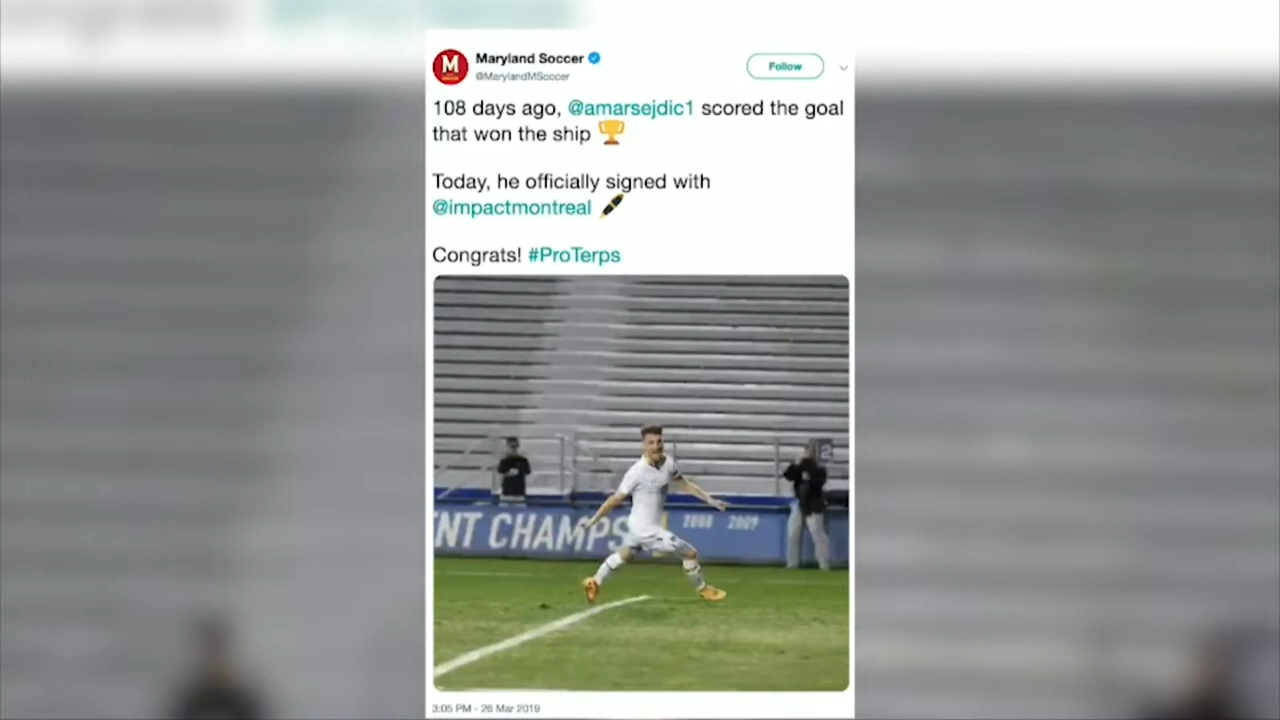 M
Maryland Soccer
@MarylandMSoccer
Follow
108 days ago, @amarsejdic1 scored the goal
that won the ship 🏆
Today, he officially signed with
@impactmontreal 🖋
Congrats! #ProTerps
NT CHAMPS
2008 2009
3:05 PM - 26 Mar 2019